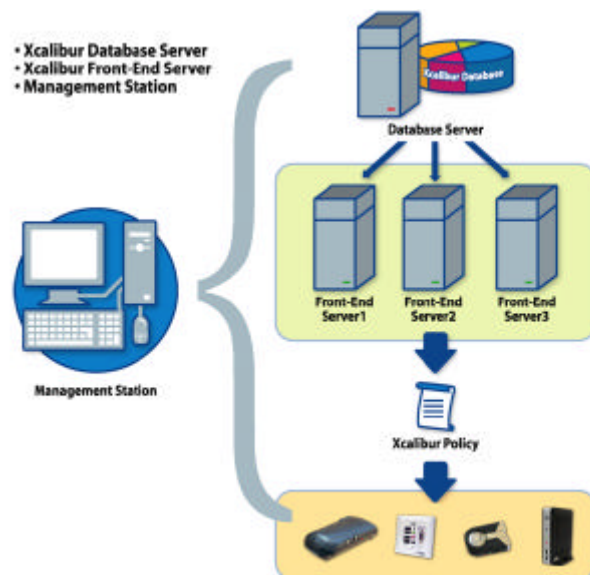 • Xcalibur Database Server
• Xcalibur Front-End Server
• Management Station
Xcalibur Database
Database Server
Front-End
Server1
Front-End
Server2
Front-End
Server3
Management Station
Xcalibur Policy